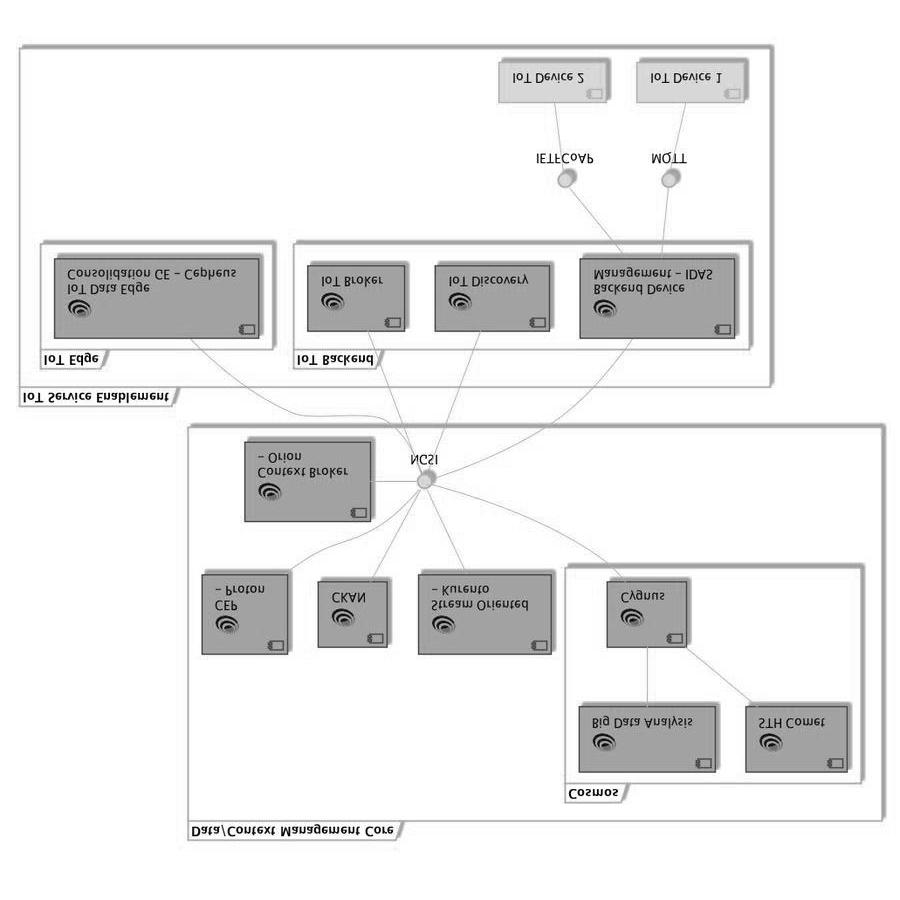 Data/Context Management Core
Cosmos
Big Data Analysis
STH Comet
CEP
- Proton
CKAN
Stream Oriented
- Kurento
Cygnus
Context Broker
- Orion
NGSI
IoT Service Enablement
IoT Edge
IoT Backend
IoT Data Edge
Consolidation GE - Cepheus
IoT Broker
IoT Discovery
Backend Device
Management - IDAS
IETFCoAP
MQTT
IoT Device 2
IoT Device 1